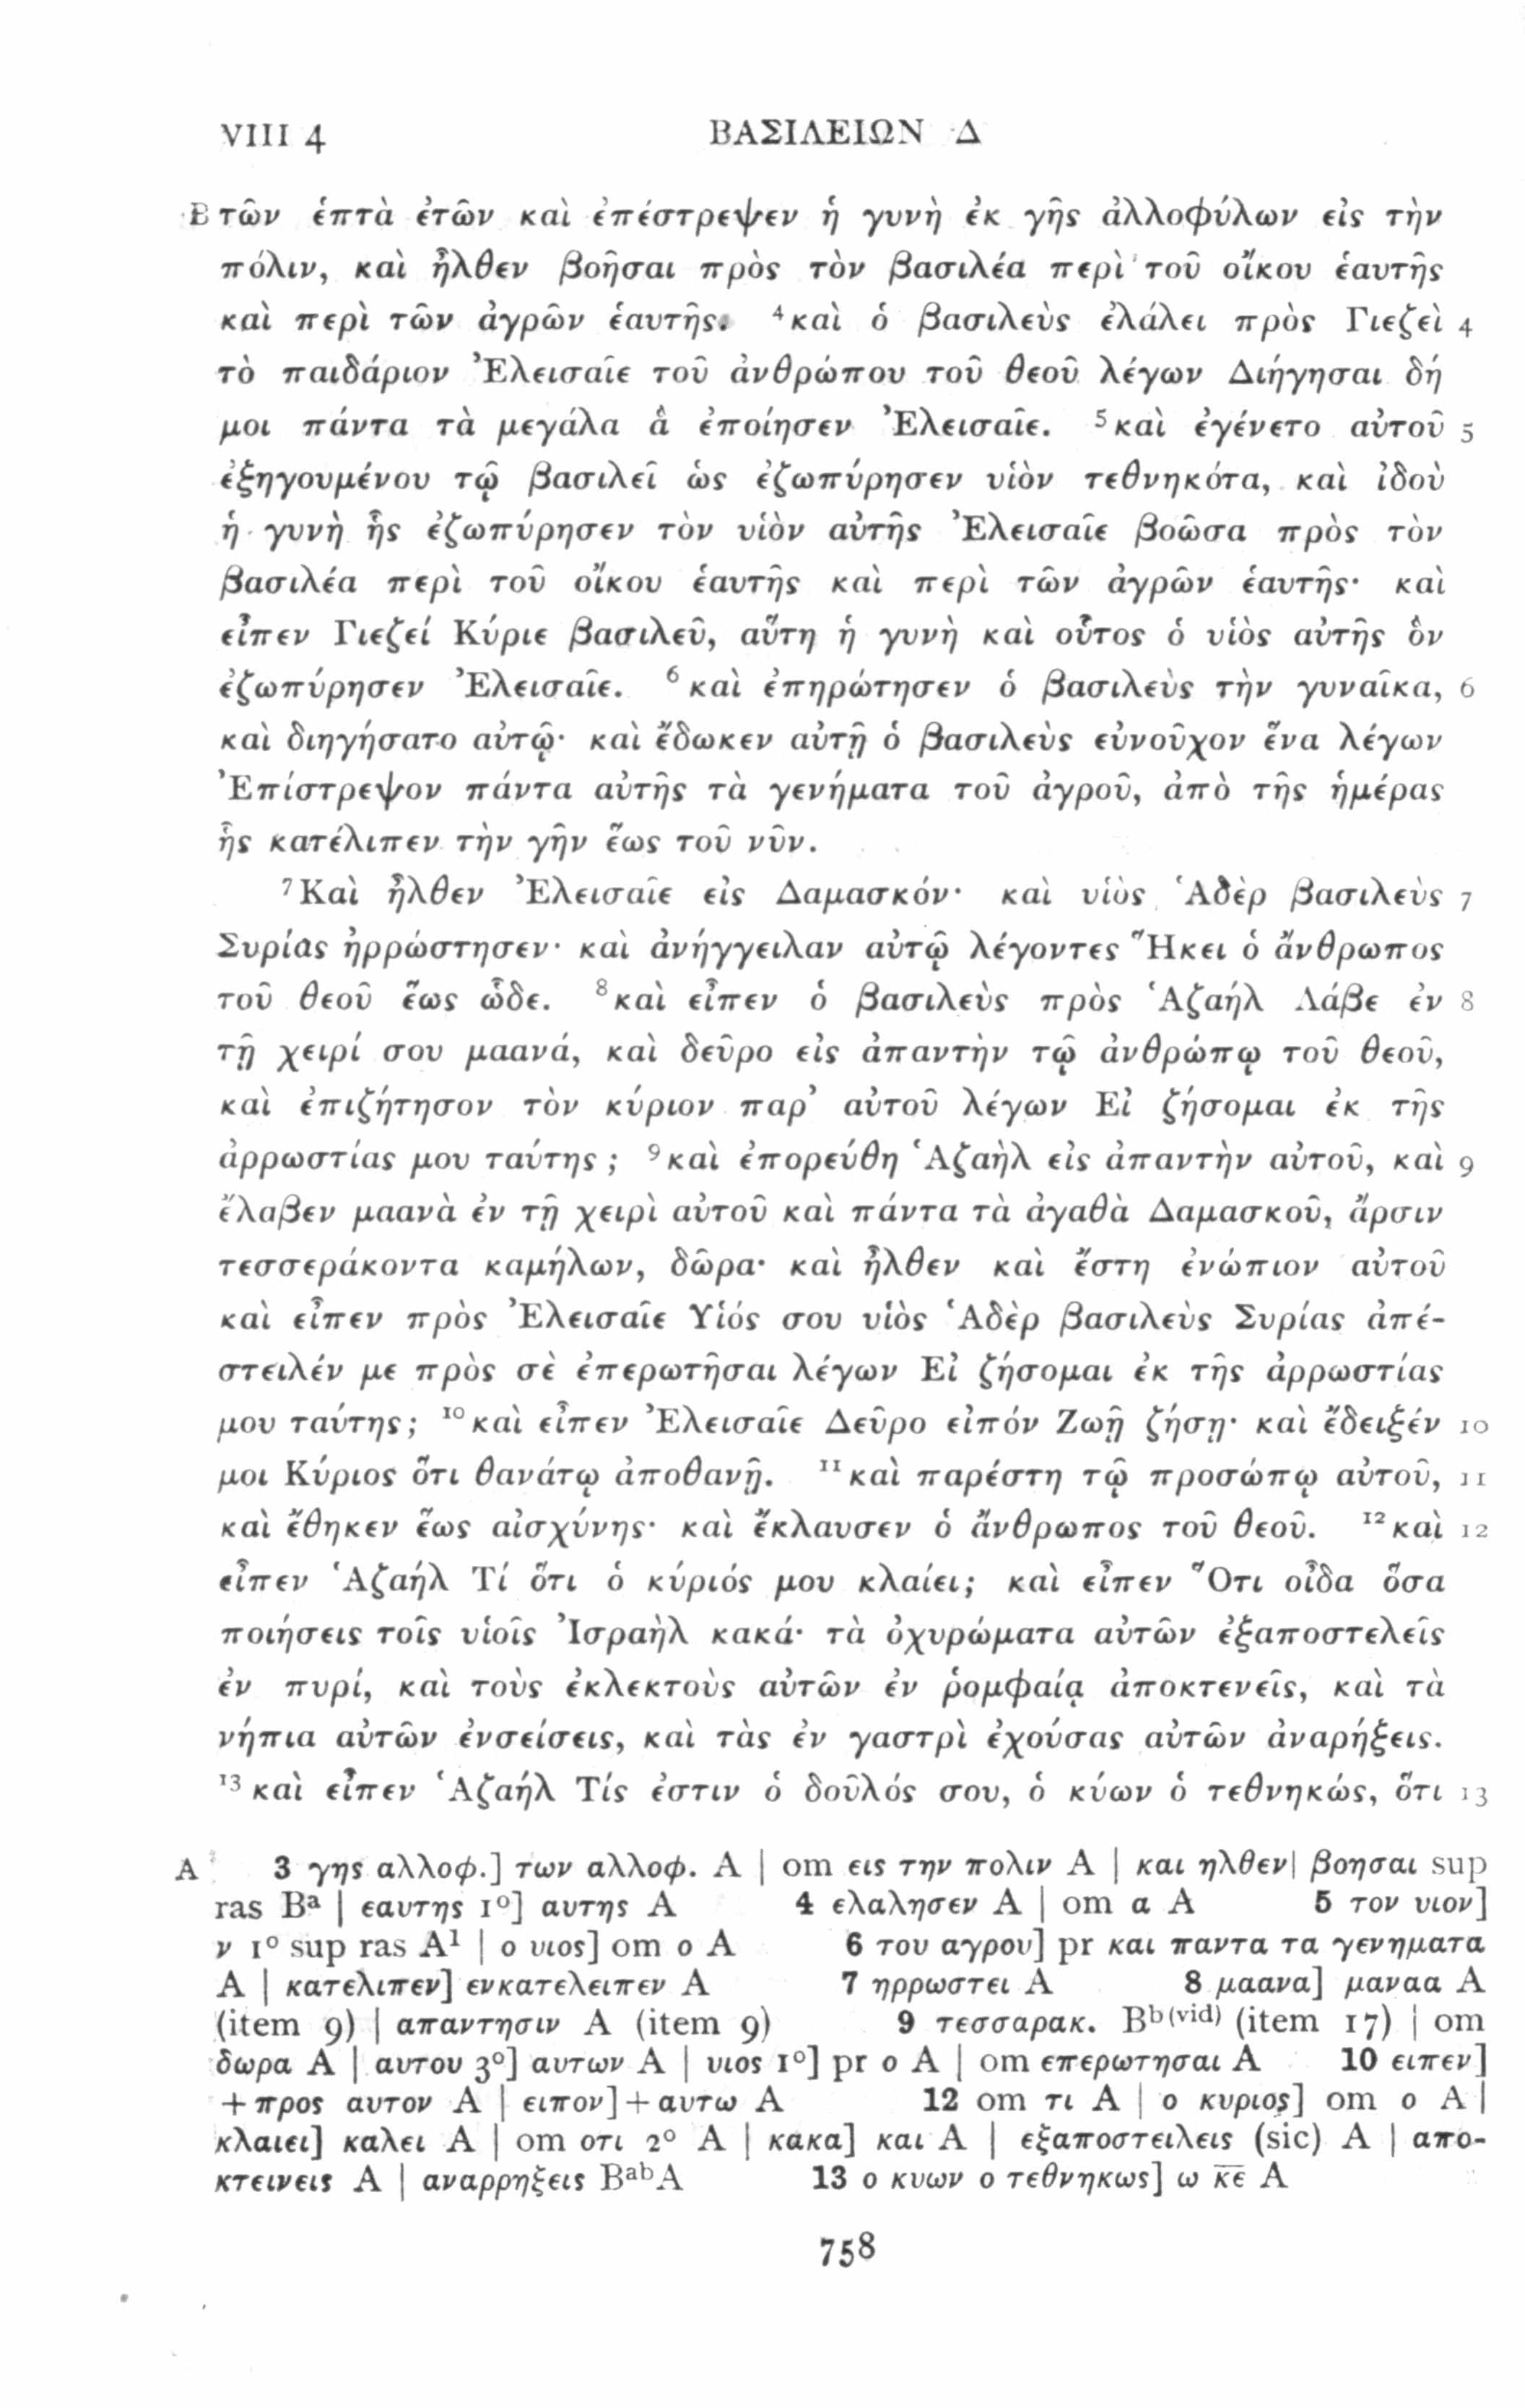 VIII 4 ΒΑΣΙΛΕΙΩΝ Δ
B τῶν ἑπτὰ ἐτῶν καὶ ἐπέστρεψεν ἡ γυνὴ ἐκ γῆς ἀλλοφύλων εἰς τὴν
πόλιν, καὶ ἦλθεν βοῆσαι πρὸς τὸν βασιλέα περὶ τοῦ οἴκου ἑαυτῆς
καὶ περὶ τῶν ἀγρῶν ἑαυτῆς. ⁴καὶ ὁ βασιλεὺς ἐλάλει πρὸς Γιεζεὶ 4
τὸ παιδάριον Ἐλεισαῖε τοῦ ἀνθρώπου τοῦ θεοῦ λέγων Διήγησαι δή
μοι πάντα τὰ μεγάλα ἃ ἐποίησεν Ἐλεισαῖε. ⁵καὶ ἐγένετο αὐτοῦ 5
ἐξηγουμένου τῷ βασιλεῖ ὡς ἐζωπύρησεν υἱὸν τεθνηκότα, καὶ ἰδοὺ
ἡ γυνὴ ἧς ἐζωπύρησεν τὸν υἱὸν αὐτῆς Ἐλεισαῖε βοῶσα πρὸς τὸν
βασιλέα περὶ τοῦ οἴκου ἑαυτῆς καὶ περὶ τῶν ἀγρῶν ἑαυτῆς· καὶ
εἶπεν Γιεζεί Κύριε βασιλεῦ, αὕτη ἡ γυνὴ καὶ οὗτος ὁ υἱὸς αὐτῆς ὃν
ἐζωπύρησεν Ἐλεισαῖε. ⁶καὶ ἐπηρώτησεν ὁ βασιλεὺς τὴν γυναῖκα, 6
καὶ διηγήσατο αὐτῷ· καὶ ἔδωκεν αὐτῇ ὁ βασιλεὺς εὐνοῦχον ἕνα λέγων
Ἐπίστρεψον πάντα αὐτῆς τὰ γενήματα τοῦ ἀγροῦ, ἀπὸ τῆς ἡμέρας
ἧς κατέλιπεν τὴν γῆν ἕως τοῦ νῦν.
⁷Καὶ ἦλθεν Ἐλεισαῖε εἰς Δαμασκόν· καὶ υἱὸς Ἁδὲρ βασιλεὺς 7
Συρίας ἠρρώστησεν· καὶ ἀνήγγειλαν αὐτῷ λέγοντες Ἥκει ὁ ἄνθρωπος
τοῦ θεοῦ ἕως ὧδε. ⁸καὶ εἶπεν ὁ βασιλεὺς πρὸς Ἁζαήλ Λάβε ἐν 8
τῇ χειρί σου μαανά, καὶ δεῦρο εἰς ἀπαντὴν τῷ ἀνθρώπῳ τοῦ θεοῦ,
καὶ ἐπιζήτησον τὸν κύριον παρ’ αὐτοῦ λέγων Εἰ ζήσομαι ἐκ τῆς
ἀρρωστίας μου ταύτης ; ⁹καὶ ἐπορεύθη Ἁζαὴλ εἰς ἀπαντὴν αὐτοῦ, καὶ 9
ἔλαβεν μαανὰ ἐν τῇ χειρὶ αὐτοῦ καὶ πάντα τὰ ἀγαθὰ Δαμασκοῦ, ἄρσιν
τεσσεράκοντα καμήλων, δῶρα· καὶ ἦλθεν καὶ ἔστη ἐνώπιον αὐτοῦ
καὶ εἶπεν πρὸς Ἐλεισαῖε Υἱός σου υἱὸς Ἁδὲρ βασιλεὺς Συρίας ἀπέ-
στειλέν με πρὸς σὲ ἐπερωτῆσαι λέγων Εἰ ζήσομαι ἐκ τῆς ἀρρωστίας
μου ταύτης; ¹⁰καὶ εἶπεν Ἐλεισαῖε Δεῦρο εἰπόν Ζωῇ ζήσῃ· καὶ ἔδειξέν 10
μοι Κύριος ὅτι θανάτῳ ἀποθανῇ. ¹¹καὶ παρέστη τῷ προσώπῳ αὐτοῦ, 11
καὶ ἔθηκεν ἕως αἰσχύνης· καὶ ἔκλαυσεν ὁ ἄνθρωπος τοῦ θεοῦ. ¹²καὶ 12
εἶπεν Ἁζαήλ Τί ὅτι ὁ κύριός μου κλαίει; καὶ εἶπεν Ὅτι οἶδα ὅσα
ποιήσεις τοῖς υἱοῖς Ἰσραὴλ κακά· τὰ ὀχυρώματα αὐτῶν ἐξαποστελεῖς
ἐν πυρί, καὶ τοὺς ἐκλεκτοὺς αὐτῶν ἐν ῥομφαίᾳ ἀποκτενεῖς, καὶ τὰ
νήπια αὐτῶν ἐνσείσεις, καὶ τὰς ἐν γαστρὶ ἐχούσας αὐτῶν ἀναρήξεις.
¹³καὶ εἶπεν Ἁζαήλ Τίς ἐστιν ὁ δοῦλός σου, ὁ κύων ὁ τεθνηκώς, ὅτι 13
A 3 γης αλλοφ.] των αλλοφ. A | om εις την πολιν A | και ηλθεν| βοησαι sup
ras Bᵃ | εαυτης 1⁰] αυτης A 4 ελαλησεν A | om α A 5 τον υιον]
ν 1⁰ sup ras A¹ | ο υιος] om ο A 6 του αγρου] pr και παντα τα γενηματα
A | κατελιπεν] ενκατελειπεν A 7 ηρρωστει A 8 μαανα] μαναα A
(item 9) | απαντησιν A (item 9) 9 τεσσαρακ. Bᵇ⁽ᵛⁱᵈ⁾ (item 17) | om
δωρα A | αυτου 3⁰] αυτων A | υιος 1⁰] pr ο A | om επερωτησαι A 10 ειπεν]
+προς αυτον A | ειπον]+αυτω A 12 om τι A | ο κυριος] om ο A |
κλαιει] καλει A | om οτι 2⁰ A | κακα] και A | εξαποστειλεις (sic) A | απο-
κτεινεις A | αναρρηξεις BᵃᵇA 13 ο κυων ο τεθνηκως] ω κ̅ε̅ A
758